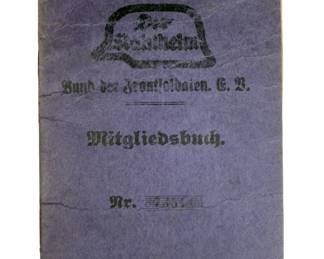 Der
Stahlhelm
Bund der Frontsoldaten. E. V.
Mitgliedsbuch.
Nr.